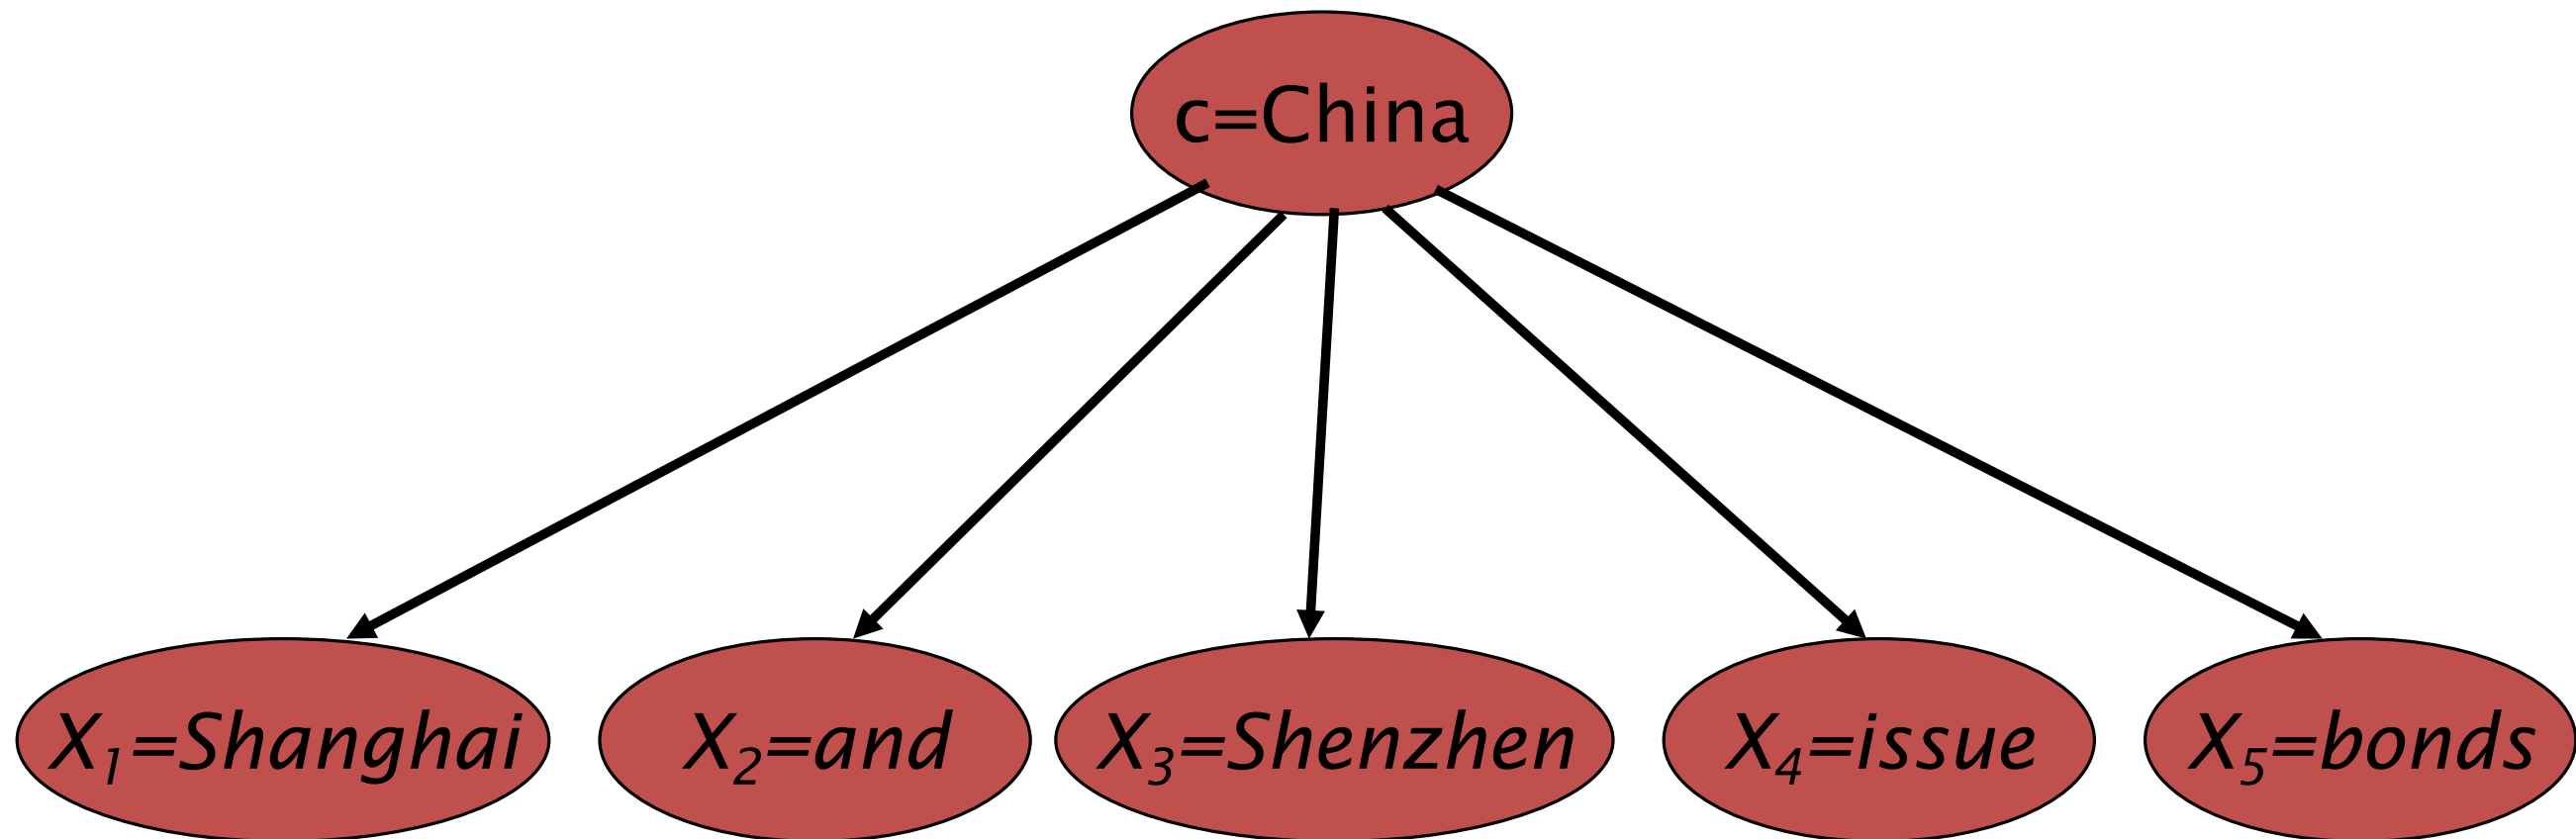 c=China
X₁=Shanghai X₂=and X₃=Shenzhen X₄=issue X₅=bonds